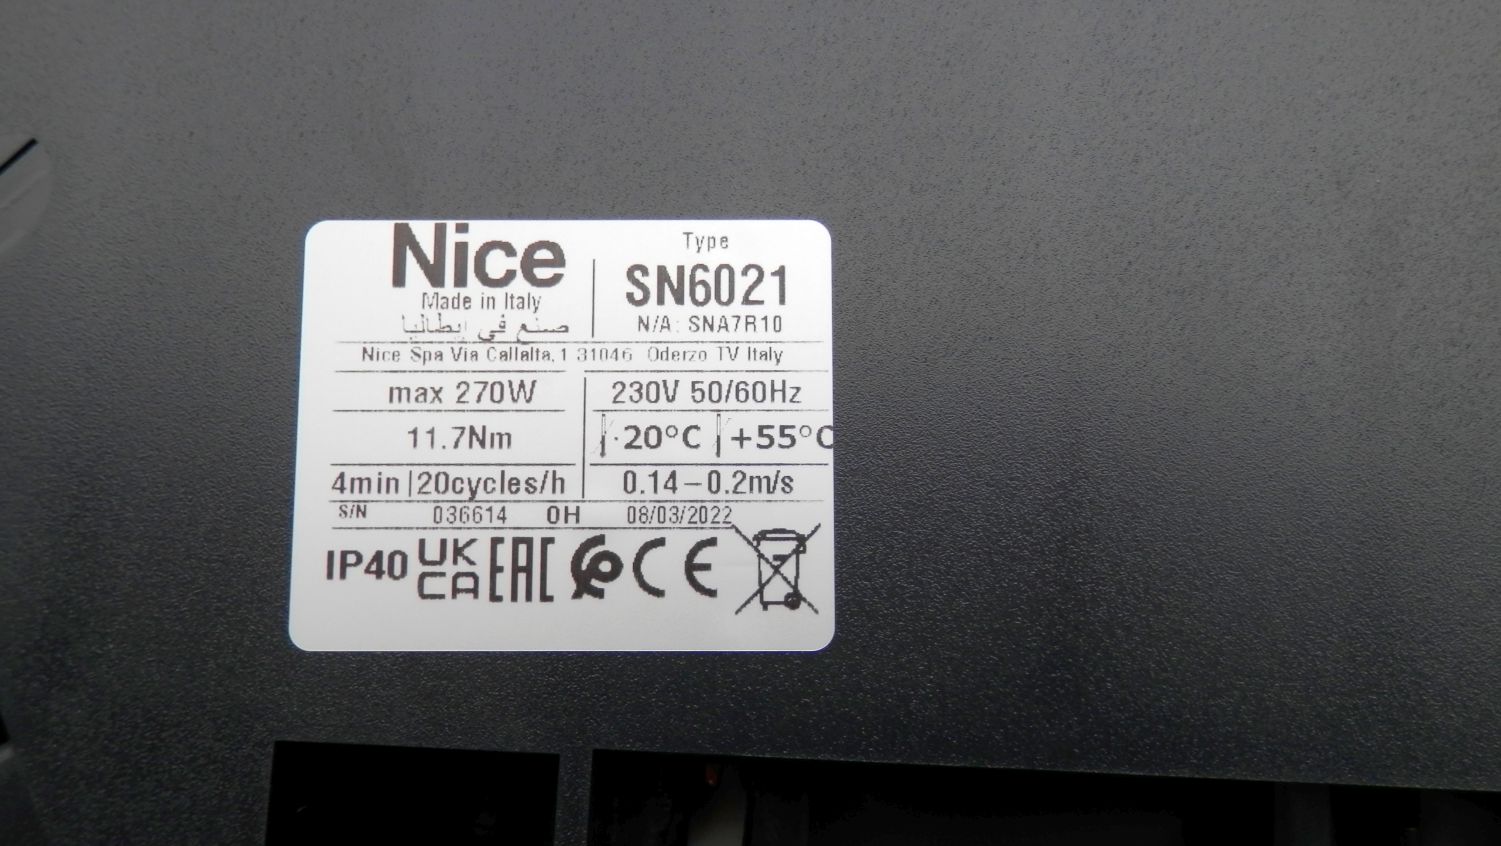 Nice
Made in Italy
صنع في إيطاليا
Type
SN6021
N/A: SNA7R10
Nice Spa Via Callalta,1 31046 Oderzo TV Italy
max 270W
230V 50/60Hz
11.7Nm
-20°C +55°C
4min|20cycles/h
0.14-0.2m/s
S/N 036614 0H 08/03/2022
IP40 UK CA EAC CE